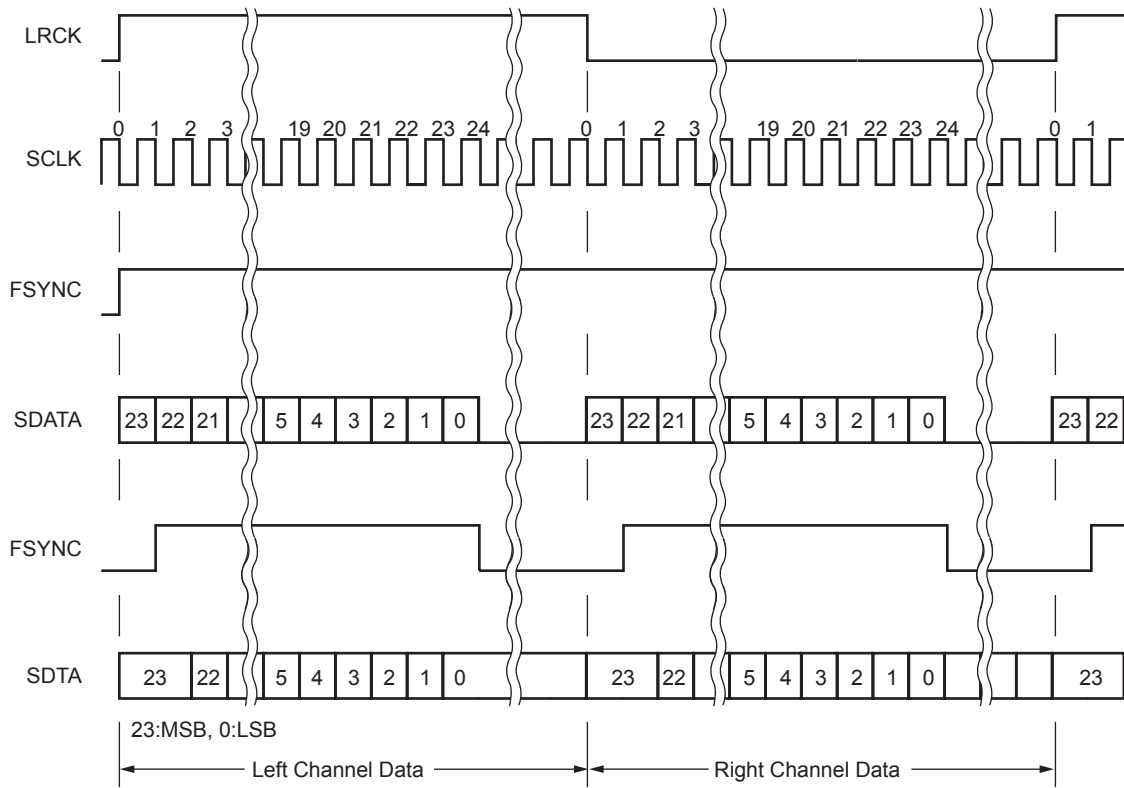 LRCK
0 1 2 3 19 20 21 22 23 24 0 1 2 3 19 20 21 22 23 24 0 1
SCLK
FSYNC
SDATA 23 22 21 5 4 3 2 1 0 23 22 21 5 4 3 2 1 0 23 22
FSYNC
SDTA 23 22 5 4 3 2 1 0 23 22 5 4 3 2 1 0 23
23:MSB, 0:LSB
Left Channel Data Right Channel Data